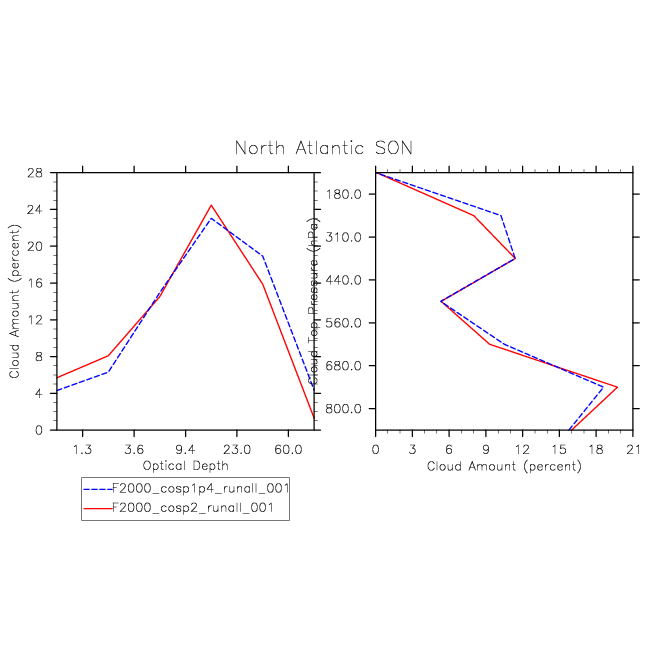 North Atlantic SON
Cloud Amount (percent)
28
24
20
16
12
8
4
0
1.3 3.6 9.4 23.0 60.0
Optical Depth
Cloud Top Pressure (hPa)
180.0
310.0
440.0
560.0
680.0
800.0
0 3 6 9 12 15 18 21
Cloud Amount (percent)
F2000_cosp1p4_runall_001
F2000_cosp2_runall_001